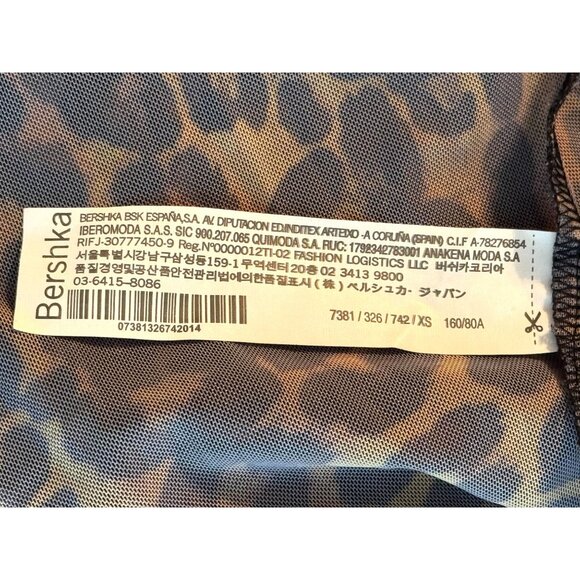 Bershka
BERSHKA BSK ESPAÑA,S.A. AV. DIPUTACION ED.INDITEX ARTEIXO -A CORUÑA (SPAIN) C.I.F A-78276854
IBEROMODA S.A.S. SIC 900.207.065 QUIMODA S.A. RUC: 1792342783001 ANAKENA MODA S.A
RIFJ-30777450-9 Reg.Nº0000012TI-02 FASHION LOGISTICS LLC 버쉬카코리아
서울특별시강남구삼성동159-1 무역센터 20층 02 3413 9800
품질경영및공산품안전관리법에의한품질표시 (株) ベルシュカ・ジャパン
03-6415-8086
07381326742014
7381 / 326 / 742 / XS 160/80A